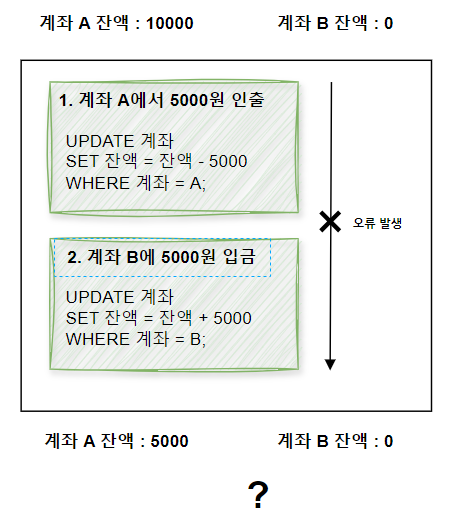 계좌 A 잔액 : 10000
계좌 B 잔액 : 0
1. 계좌 A에서 5000원 인출
UPDATE 계좌
SET 잔액 = 잔액 - 5000
WHERE 계좌 = A;
오류 발생
2. 계좌 B에 5000원 입금
UPDATE 계좌
SET 잔액 = 잔액 + 5000
WHERE 계좌 = B;
계좌 A 잔액 : 5000
계좌 B 잔액 : 0
?